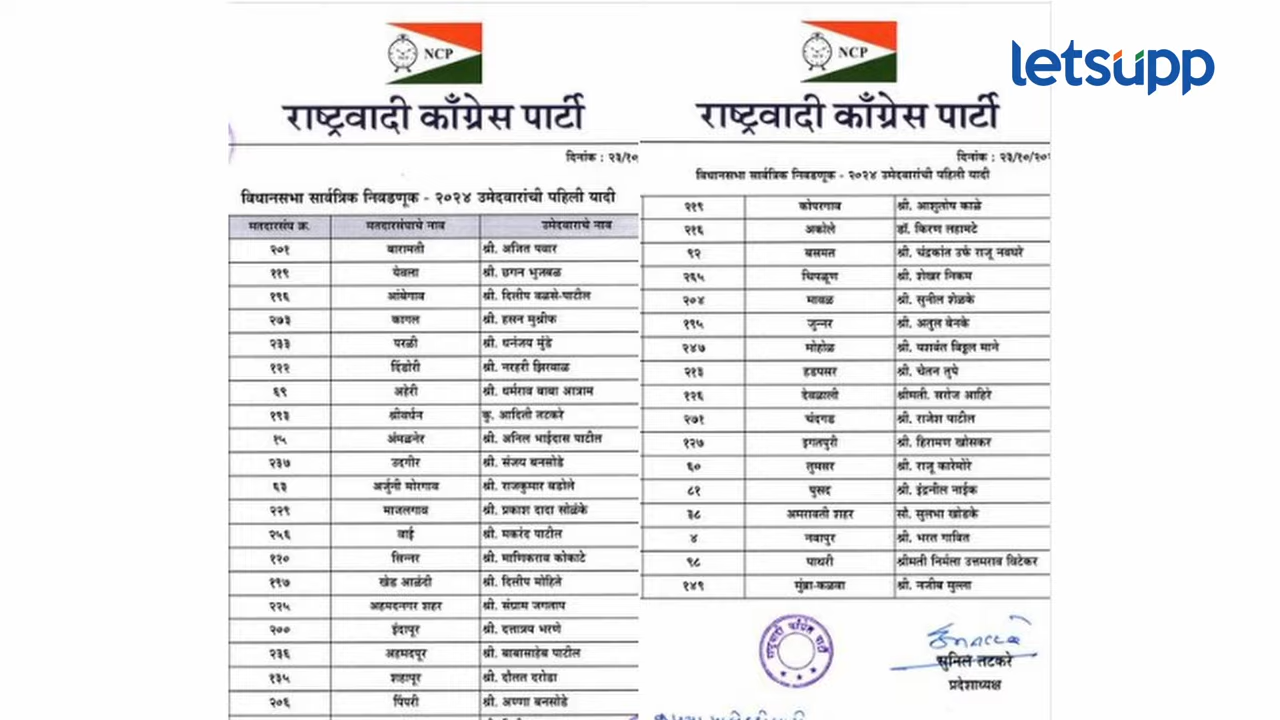 letsupp
NCP
राष्ट्रवादी काँग्रेस पार्टी
दिनांक : २३/१०
विधानसभा सार्वत्रिक निवडणूक - २०२४ उमेदवारांची पहिली यादी
मतदारसंघ क्र. मतदारसंघाचे नाव उमेदवाराचे नाव
२०१ बारामती श्री. अजित पवार
११९ येवला श्री. छगन भुजबळ
१९६ आंबेगाव श्री. दिलीप वळसे-पाटील
२७३ कागल श्री. हसन मुश्रीफ
२३३ परळी श्री. धनंजय मुंडे
१२२ दिंडोरी श्री. नरहरी झिरवाळ
६९ अहेरी श्री. धर्मराव बाबा आत्राम
१९३ श्रीवर्धन कु. आदिती तटकरे
१५ अंमळनेर श्री. अनिल भाईदास पाटील
२३७ उदगीर श्री. संजय बनसोडे
६३ अर्जुनी मोरगाव श्री. राजकुमार बडोले
२२९ माजलगाव श्री. प्रकाश दादा सोळंके
२५६ वाई श्री. मकरंद पाटील
१२० सिन्नर श्री. माणिकराव कोकाटे
१९७ खेड आळंदी श्री. दिलीप मोहिते
२२५ अहमदनगर शहर श्री. संग्राम जगताप
२०० इंदापूर श्री. दत्तात्रय भरणे
२३६ अहमदपूर श्री. बाबासाहेब पाटील
१३५ शहापूर श्री. दौलत दरोडा
२०६ पिंपरी श्री. अण्णा बनसोडे
NCP
राष्ट्रवादी काँग्रेस पार्टी
दिनांक : २३/१०/२०
विधानसभा सार्वत्रिक निवडणूक - २०२४ उमेदवारांची पहिली यादी
२१९ कोपरगाव श्री. आशुतोष काळे
२१६ अकोले डॉ. किरण लहामटे
९२ बसमत श्री. चंद्रकांत उर्फ राजू नवघरे
२६५ चिपळूण श्री. शेखर निकम
२०४ मावळ श्री. सुनील शेळके
१९५ जुन्नर श्री. अतुल बेनके
२४७ मोहोळ श्री. यशवंत विठ्ठल माने
२१३ हडपसर श्री. चेतन तुपे
१२६ देवळाली श्रीमती. सरोज आहिरे
२७१ चंदगड श्री. राजेश पाटील
१२७ इगतपुरी श्री. हिरामण खोसकर
६० तुमसर श्री. राजू कारेमोरे
८१ पुसद श्री. इंद्रनील नाईक
३८ अमरावती शहर सौ. सुलभा खोडके
४ नवापुर श्री. भरत गावित
९८ पाथरी श्रीमती निर्मला उत्तमराव विटेकर
१४९ मुंब्रा-कळवा श्री. नजीब मुल्ला
राष्ट्रवादी काँग्रेस पार्टी
सुनिल तटकरे
प्रदेशाध्यक्ष